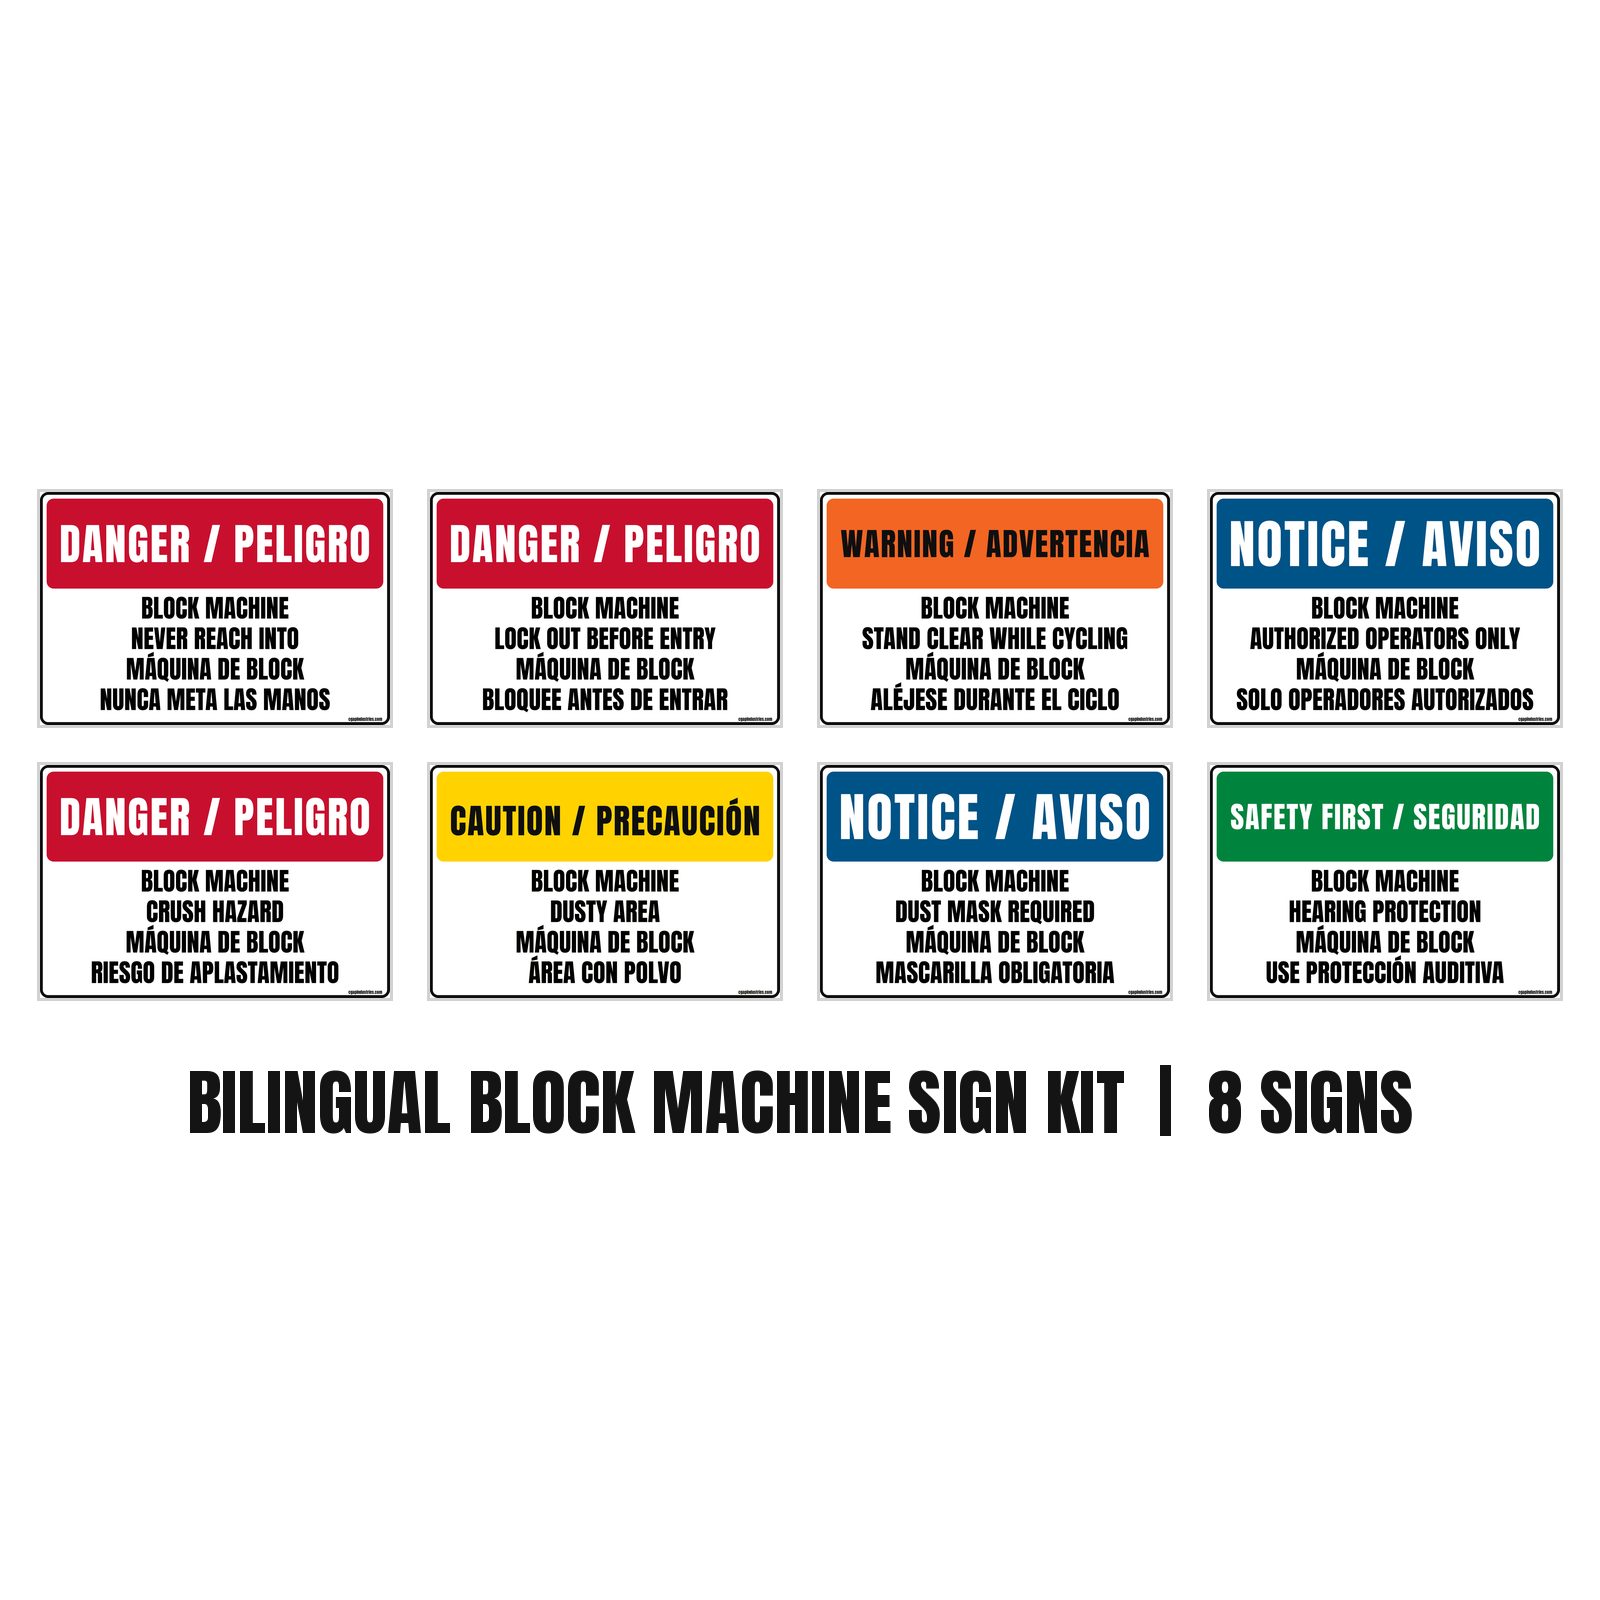 DANGER / PELIGRO
BLOCK MACHINE
NEVER REACH INTO
MÁQUINA DE BLOCK
NUNCA META LAS MANOS
DANGER / PELIGRO
BLOCK MACHINE
LOCK OUT BEFORE ENTRY
MÁQUINA DE BLOCK
BLOQUEE ANTES DE ENTRAR
WARNING / ADVERTENCIA
BLOCK MACHINE
STAND CLEAR WHILE CYCLING
MÁQUINA DE BLOCK
ALÉJESE DURANTE EL CICLO
NOTICE / AVISO
BLOCK MACHINE
AUTHORIZED OPERATORS ONLY
MÁQUINA DE BLOCK
SOLO OPERADORES AUTORIZADOS
DANGER / PELIGRO
BLOCK MACHINE
CRUSH HAZARD
MÁQUINA DE BLOCK
RIESGO DE APLASTAMIENTO
CAUTION / PRECAUCIÓN
BLOCK MACHINE
DUSTY AREA
MÁQUINA DE BLOCK
ÁREA CON POLVO
NOTICE / AVISO
BLOCK MACHINE
DUST MASK REQUIRED
MÁQUINA DE BLOCK
MASCARILLA OBLIGATORIA
SAFETY FIRST / SEGURIDAD
BLOCK MACHINE
HEARING PROTECTION
MÁQUINA DE BLOCK
USE PROTECCIÓN AUDITIVA
BILINGUAL BLOCK MACHINE SIGN KIT | 8 SIGNS